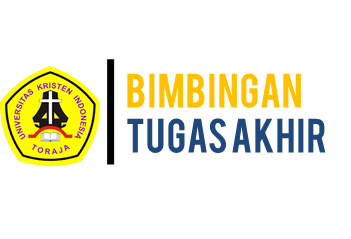 UNIVERSITAS KRISTEN INDONESIA
TORAJA
BIMBINGAN
TUGAS AKHIR